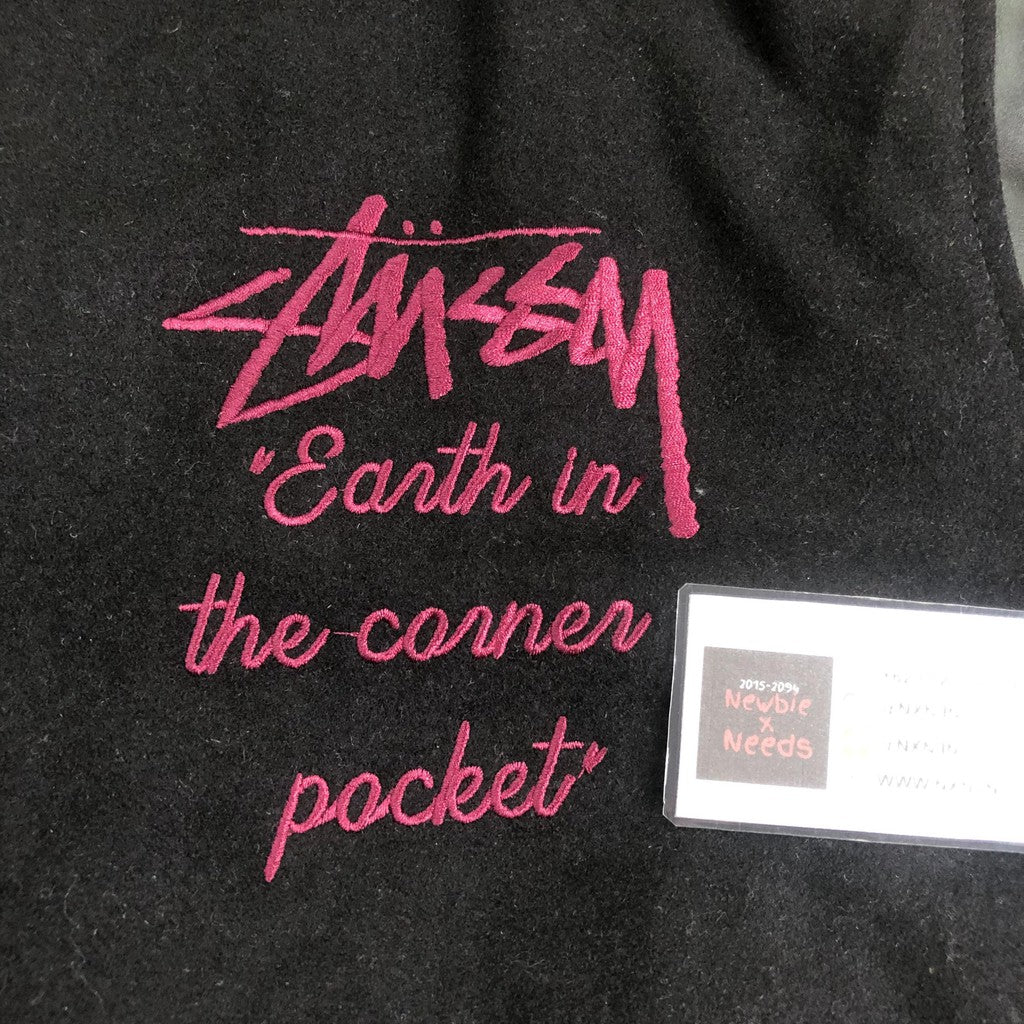 Stüssy
"Earth in
the corner
pocket,"
2015-2094
Newbie
x
Needs